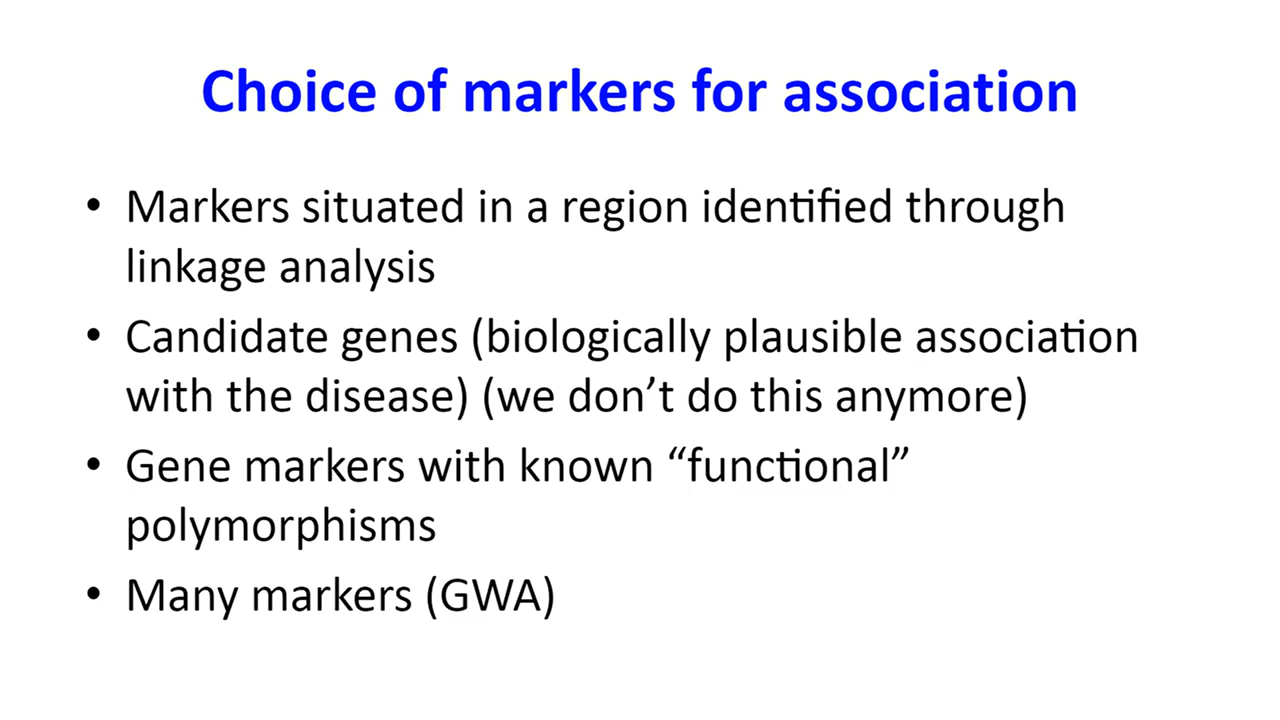 Choice of markers for association
• Markers situated in a region identified through
linkage analysis
• Candidate genes (biologically plausible association
with the disease) (we don’t do this anymore)
• Gene markers with known “functional”
polymorphisms
• Many markers (GWA)